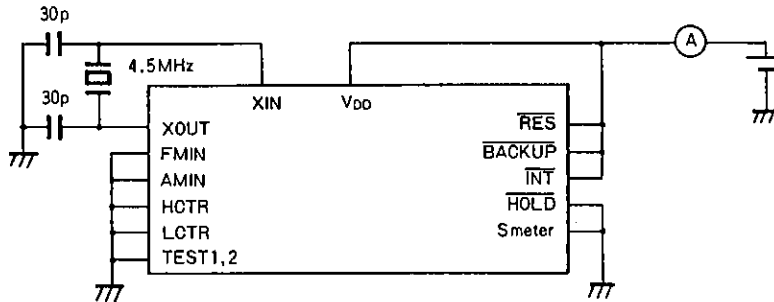 30p
A
4.5MHz
30p
XIN
VDD
XOUT
RES
FMIN
BACKUP
AMIN
INT
HCTR
HOLD
LCTR
Smeter
TEST1,2